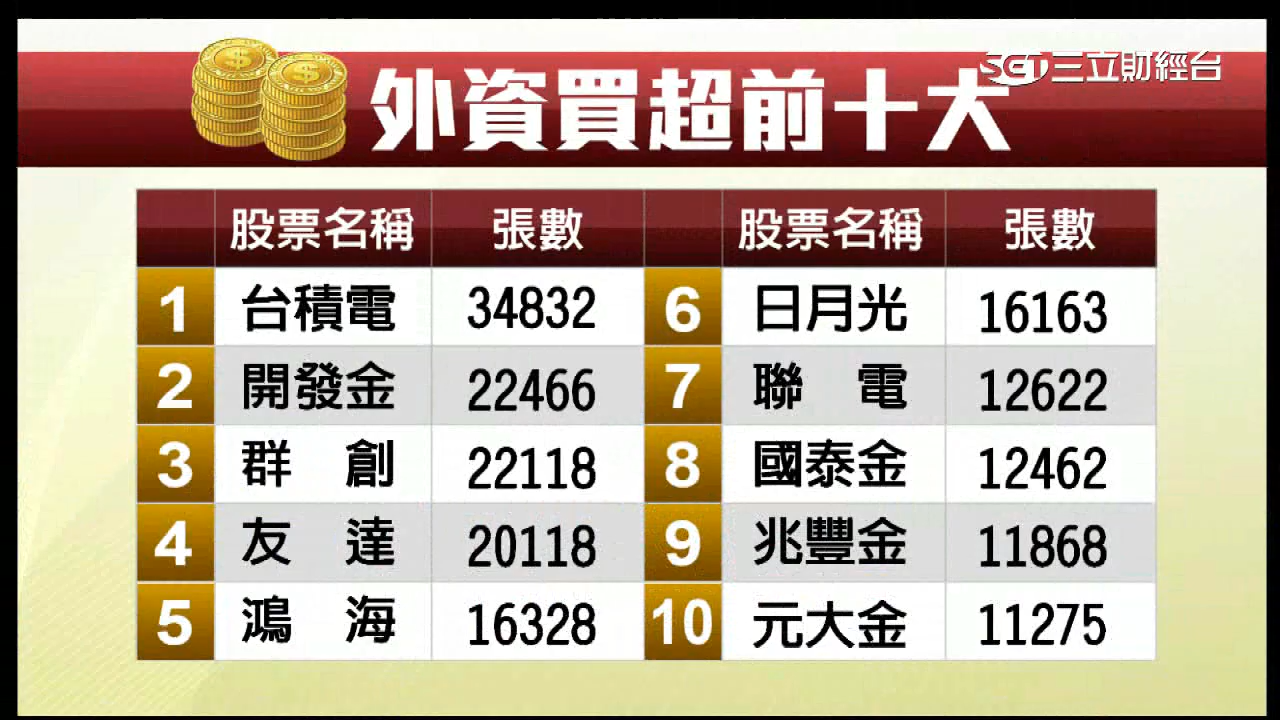 外資買超前十大
SET三立財經台
股票名稱 張數 股票名稱 張數
1 台積電 34832 6 日月光 16163
2 開發金 22466 7 聯電 12622
3 群創 22118 8 國泰金 12462
4 友達 20118 9 兆豐金 11868
5 鴻海 16328 10 元大金 11275